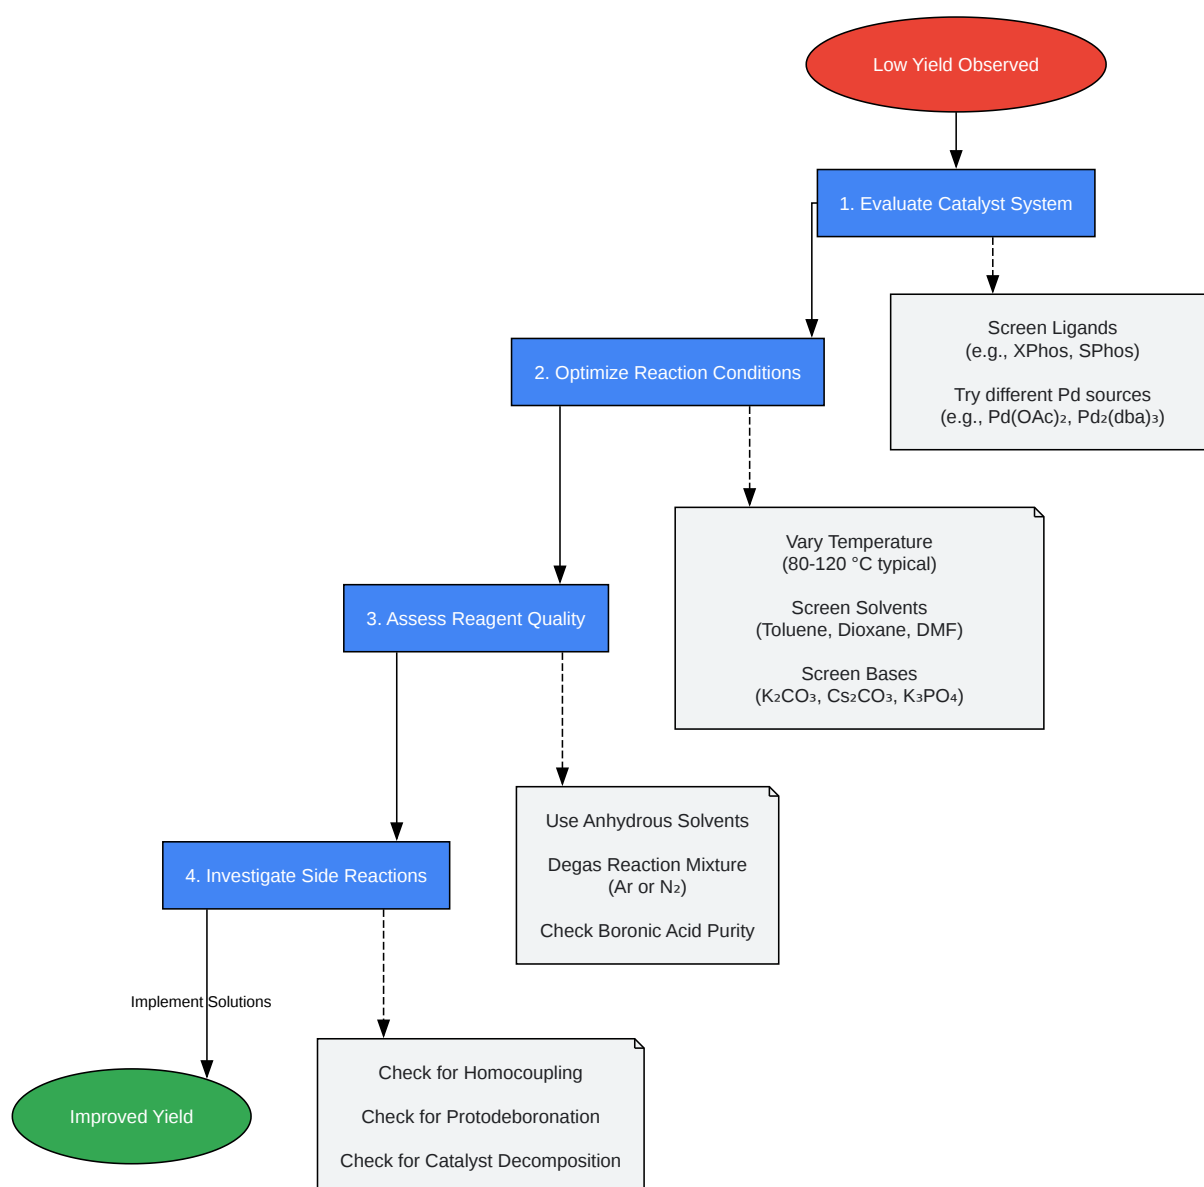 Low Yield Observed
1. Evaluate Catalyst System
Screen Ligands
(e.g., XPhos, SPhos)
Try different Pd sources
(e.g., Pd(OAc)₂, Pd₂(dba)₃)
2. Optimize Reaction Conditions
Vary Temperature
(80-120 °C typical)
Screen Solvents
(Toluene, Dioxane, DMF)
Screen Bases
(K₂CO₃, Cs₂CO₃, K₃PO₄)
3. Assess Reagent Quality
Use Anhydrous Solvents
Degas Reaction Mixture
(Ar or N₂)
Check Boronic Acid Purity
4. Investigate Side Reactions
Check for Homocoupling
Check for Protodeboronation
Check for Catalyst Decomposition
Implement Solutions
Improved Yield